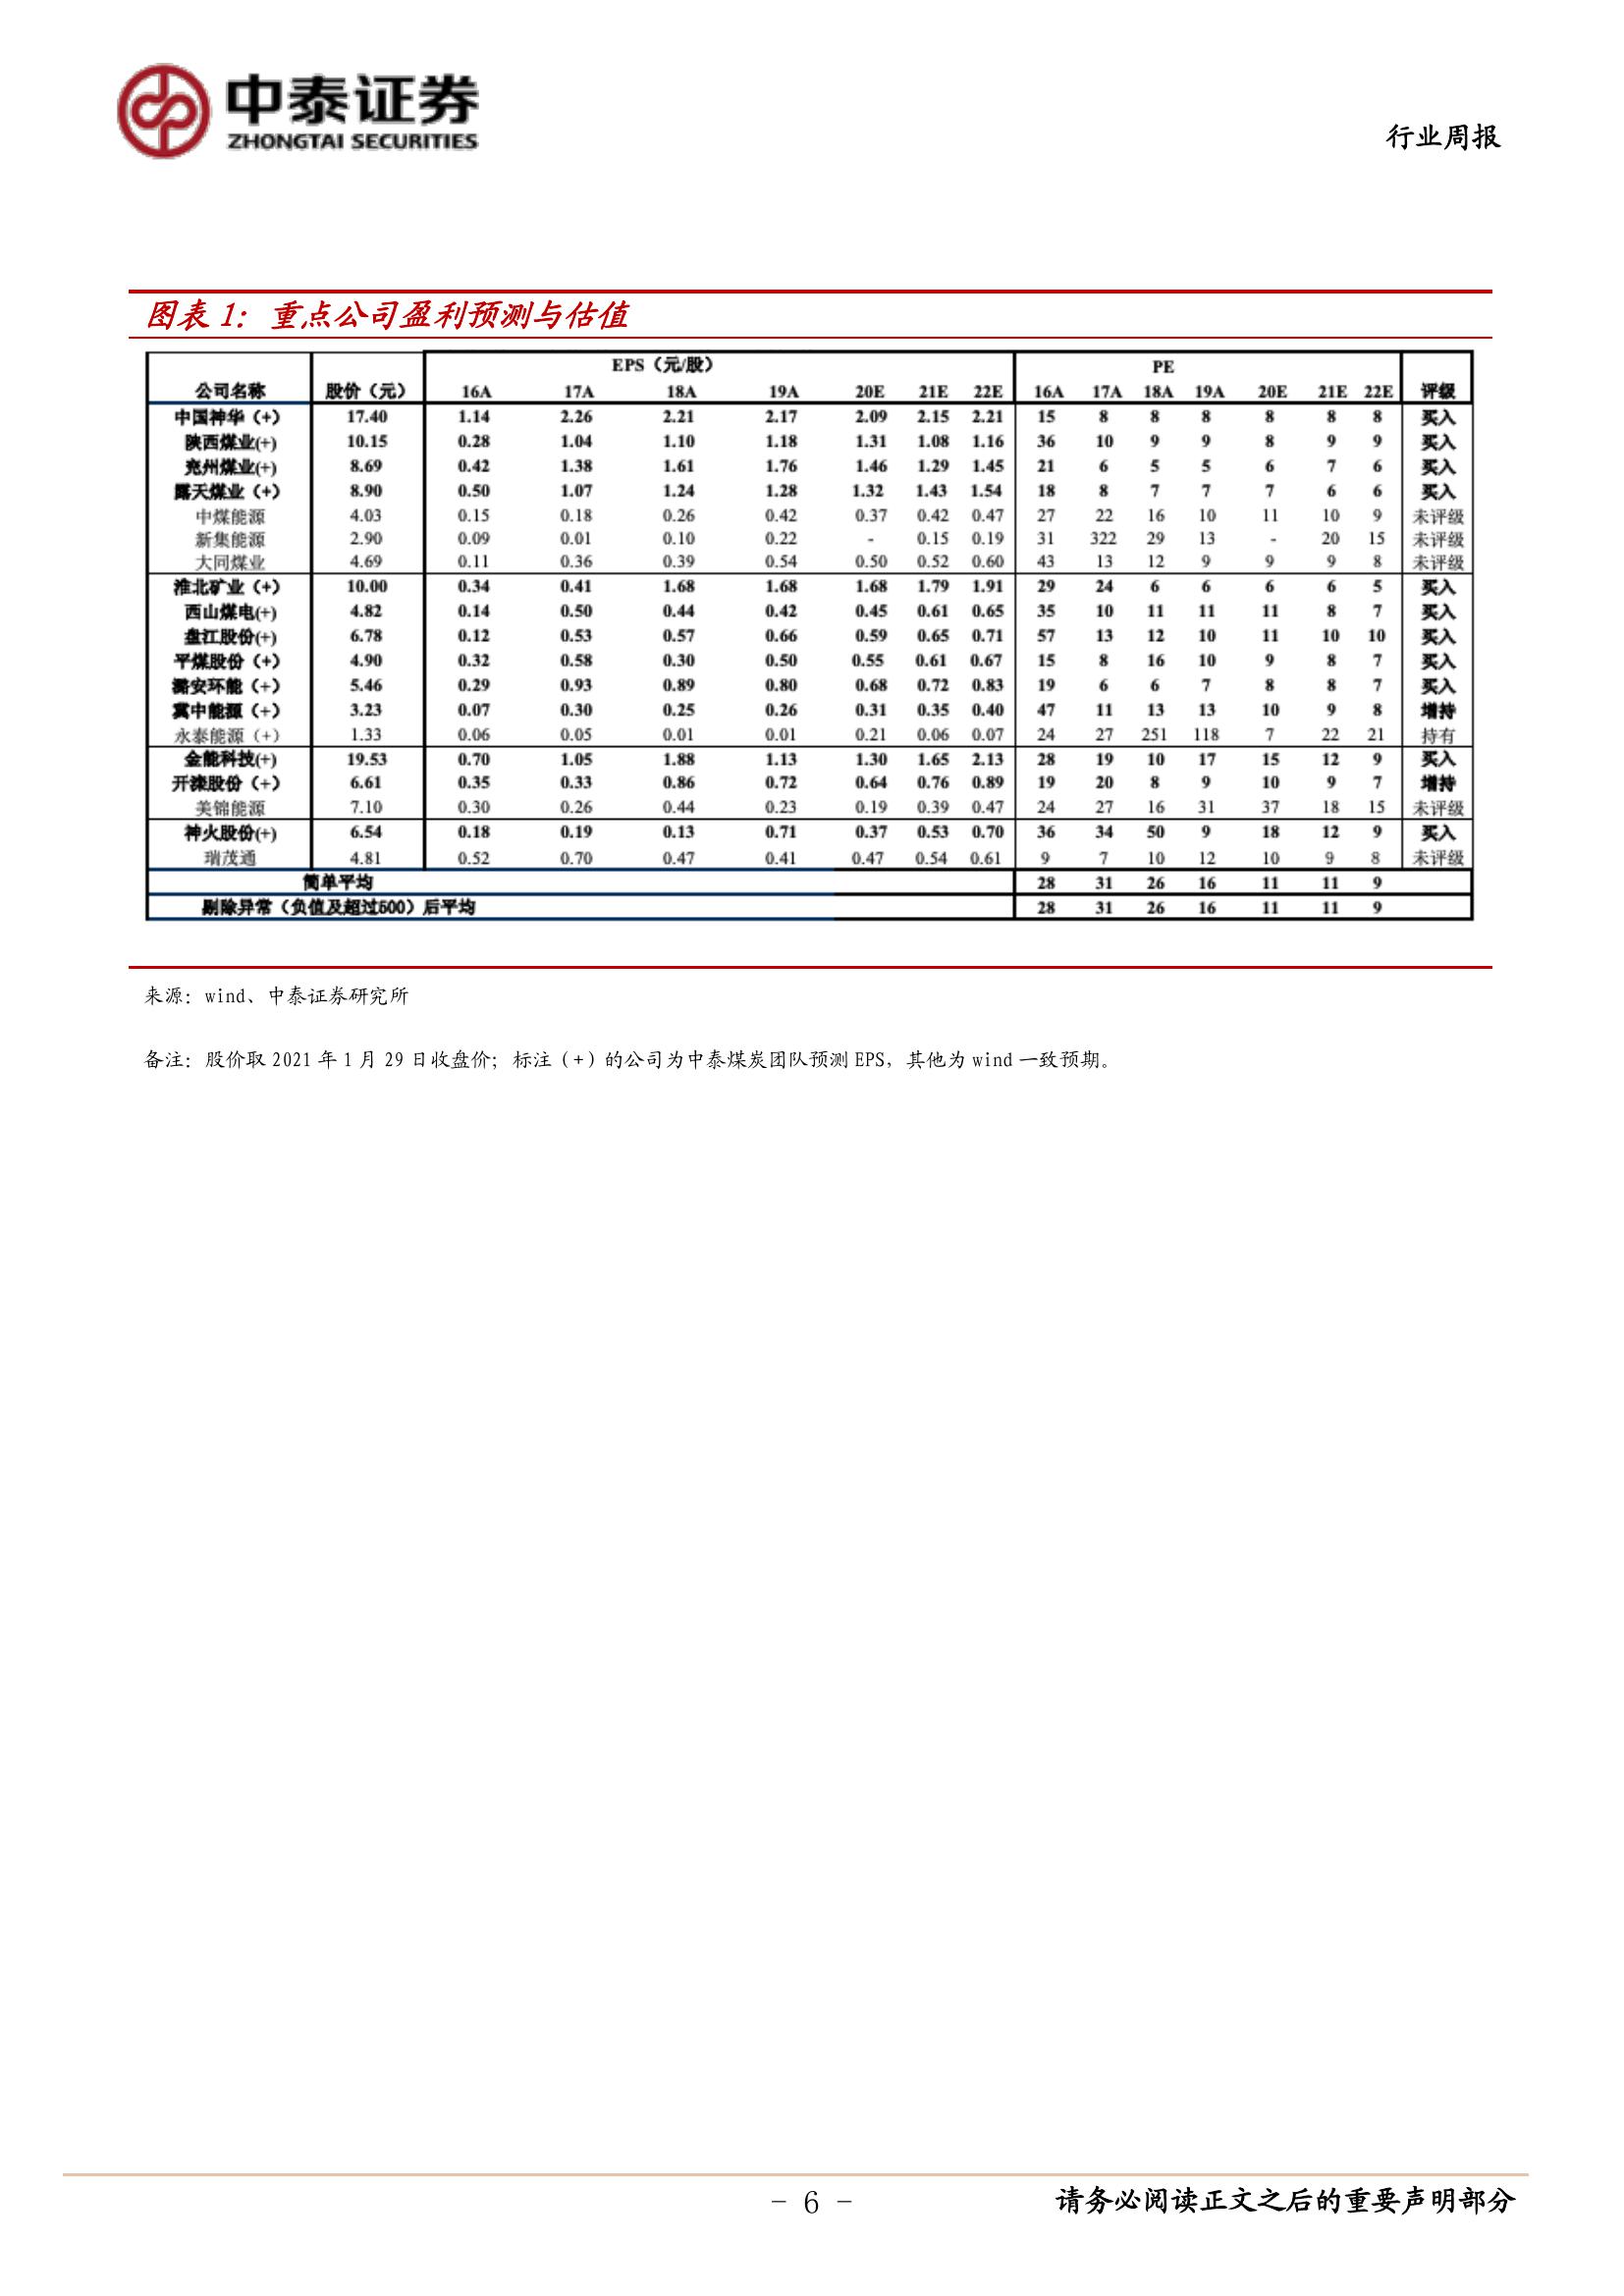 中泰证券
ZHONGTAI SECURITIES
行业周报
图表 1：重点公司盈利预测与估值
EPS（元/股） PE
公司名称 股价（元） 16A 17A 18A 19A 20E 21E 22E 16A 17A 18A 19A 20E 21E 22E 评级
中国神华（+） 17.40 1.14 2.26 2.21 2.17 2.09 2.15 2.21 15 8 8 8 8 8 8 买入
陕西煤业(+) 10.15 0.28 1.04 1.10 1.18 1.31 1.08 1.16 36 10 9 9 8 9 9 买入
兖州煤业(+) 8.69 0.42 1.38 1.61 1.76 1.46 1.29 1.45 21 6 5 5 6 7 6 买入
露天煤业（+） 8.90 0.50 1.07 1.24 1.28 1.32 1.43 1.54 18 8 7 7 7 6 6 买入
中煤能源 4.03 0.15 0.18 0.26 0.42 0.37 0.42 0.47 27 22 16 10 11 10 9 未评级
新集能源 2.90 0.09 0.01 0.10 0.22 - 0.15 0.19 31 322 29 13 - 20 15 未评级
大同煤业 4.69 0.11 0.36 0.39 0.54 0.50 0.52 0.60 43 13 12 9 9 9 8 未评级
淮北矿业（+） 10.00 0.34 0.41 1.68 1.68 1.68 1.79 1.91 29 24 6 6 6 6 5 买入
西山煤电(+) 4.82 0.14 0.50 0.44 0.42 0.45 0.61 0.65 35 10 11 11 11 8 7 买入
盘江股份(+) 6.78 0.12 0.53 0.57 0.66 0.59 0.65 0.71 57 13 12 10 11 10 10 买入
平煤股份（+） 4.90 0.32 0.58 0.30 0.50 0.55 0.61 0.67 15 8 16 10 9 8 7 买入
潞安环能（+） 5.46 0.29 0.93 0.89 0.80 0.68 0.72 0.83 19 6 6 7 8 8 7 买入
冀中能源（+） 3.23 0.07 0.30 0.25 0.26 0.31 0.35 0.40 47 11 13 13 10 9 8 增持
永泰能源（+） 1.33 0.06 0.05 0.01 0.01 0.21 0.06 0.07 24 27 251 118 7 22 21 持有
金能科技(+) 19.53 0.70 1.05 1.88 1.13 1.30 1.65 2.13 28 19 10 17 15 12 9 买入
开滦股份（+） 6.61 0.35 0.33 0.86 0.72 0.64 0.76 0.89 19 20 8 9 10 9 7 增持
美锦能源 7.10 0.30 0.26 0.44 0.23 0.19 0.39 0.47 24 27 16 31 37 18 15 未评级
神火股份(+) 6.54 0.18 0.19 0.13 0.71 0.37 0.53 0.70 36 34 50 9 18 12 9 买入
瑞茂通 4.81 0.52 0.70 0.47 0.41 0.47 0.54 0.61 9 7 10 12 10 9 8 未评级
简单平均 28 31 26 16 11 11 9
剔除异常（负值及超过500）后平均 28 31 26 16 11 11 9
来源：wind、中泰证券研究所
备注：股价取 2021 年 1 月 29 日收盘价；标注（+）的公司为中泰煤炭团队预测 EPS，其他为 wind 一致预期。
- 6 -
请务必阅读正文之后的重要声明部分